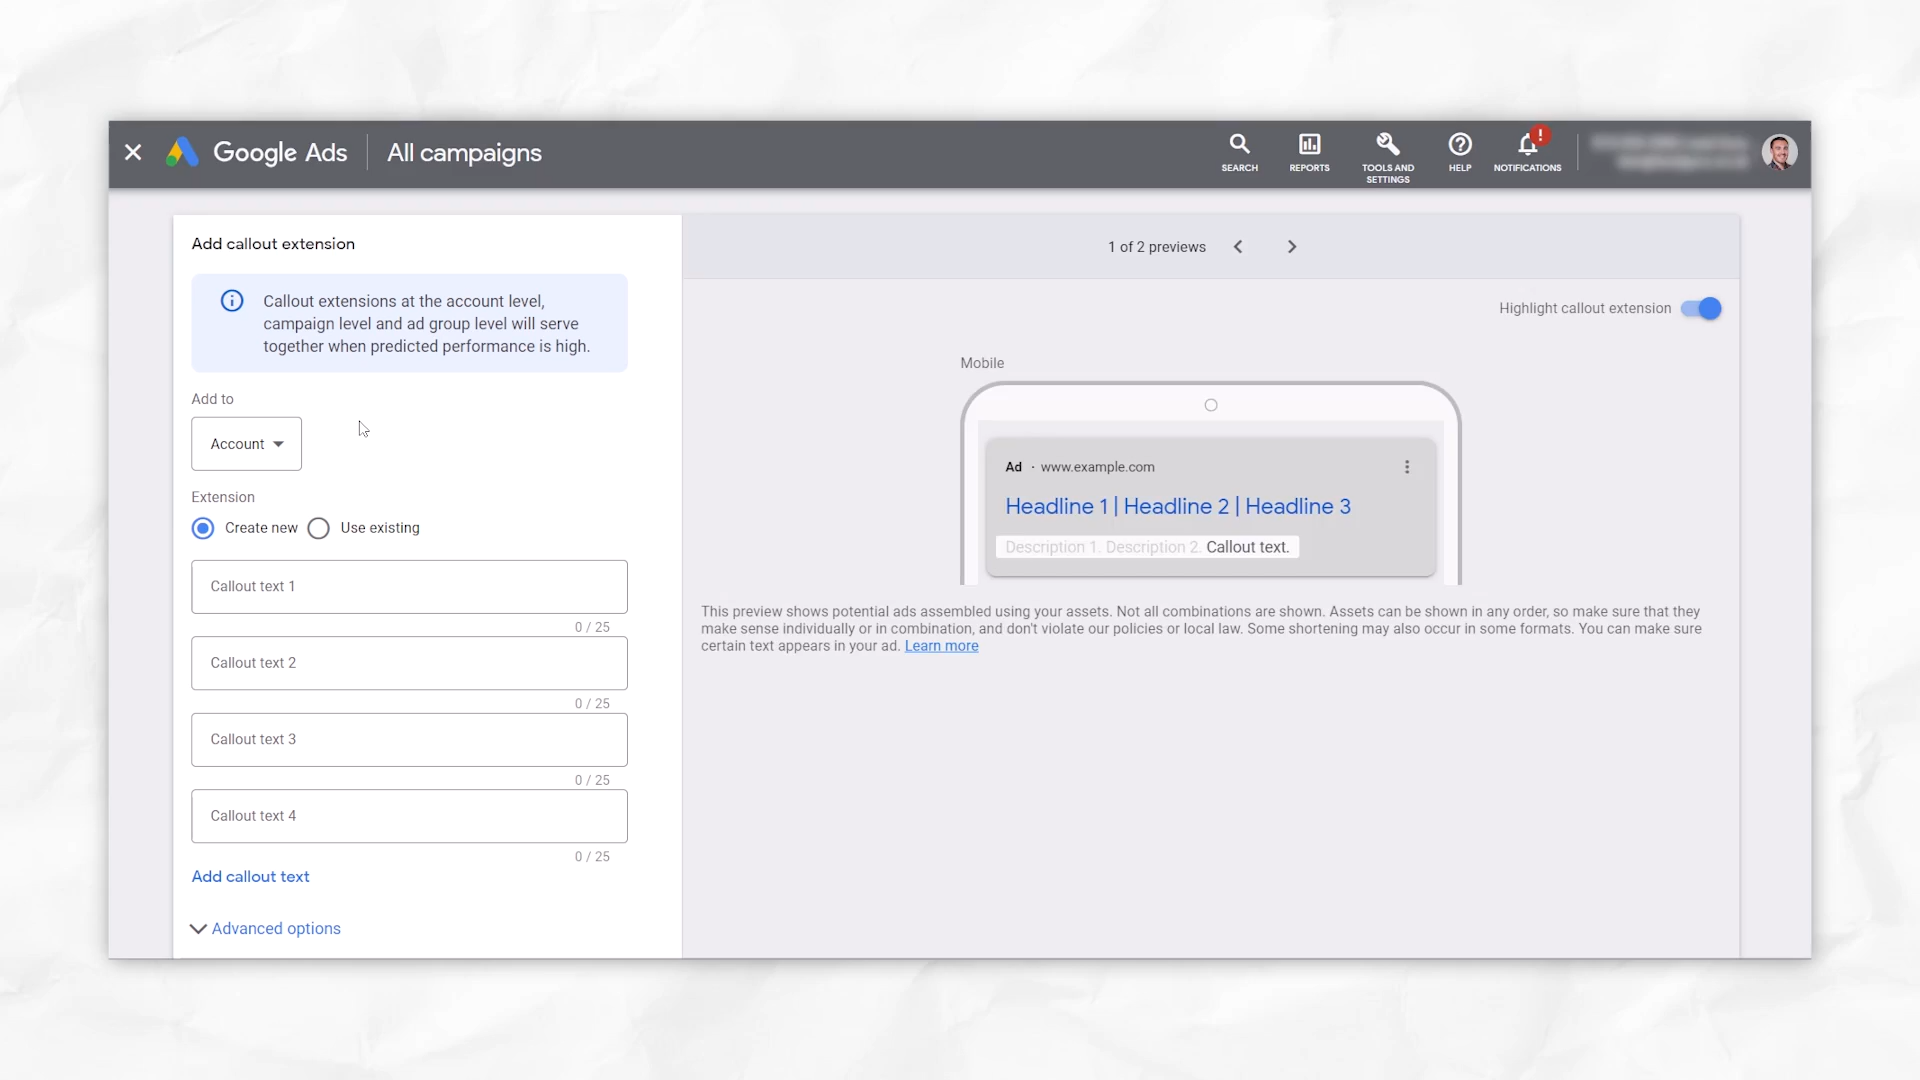 Google Ads
All campaigns
SEARCH
REPORTS
TOOLS AND
SETTINGS
HELP
!
NOTIFICATIONS
Add callout extension
Callout extensions at the account level,
campaign level and ad group level will serve
together when predicted performance is high.
Add to
Account
Extension
Create new
Use existing
Callout text 1
0 / 25
Callout text 2
0 / 25
Callout text 3
0 / 25
Callout text 4
0 / 25
Add callout text
Advanced options
1 of 2 previews
Highlight callout extension
Mobile
Ad · www.example.com
Headline 1 | Headline 2 | Headline 3
Description 1. Description 2. Callout text.
This preview shows potential ads assembled using your assets. Not all combinations are shown. Assets can be shown in any order, so make sure that they
make sense individually or in combination, and don't violate our policies or local law. Some shortening may also occur in some formats. You can make sure
certain text appears in your ad. Learn more